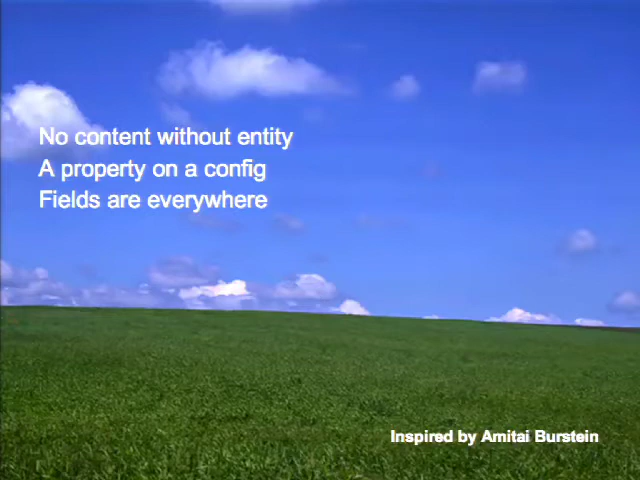 No content without entity
A property on a config
Fields are everywhere
Inspired by Amitai Burstein